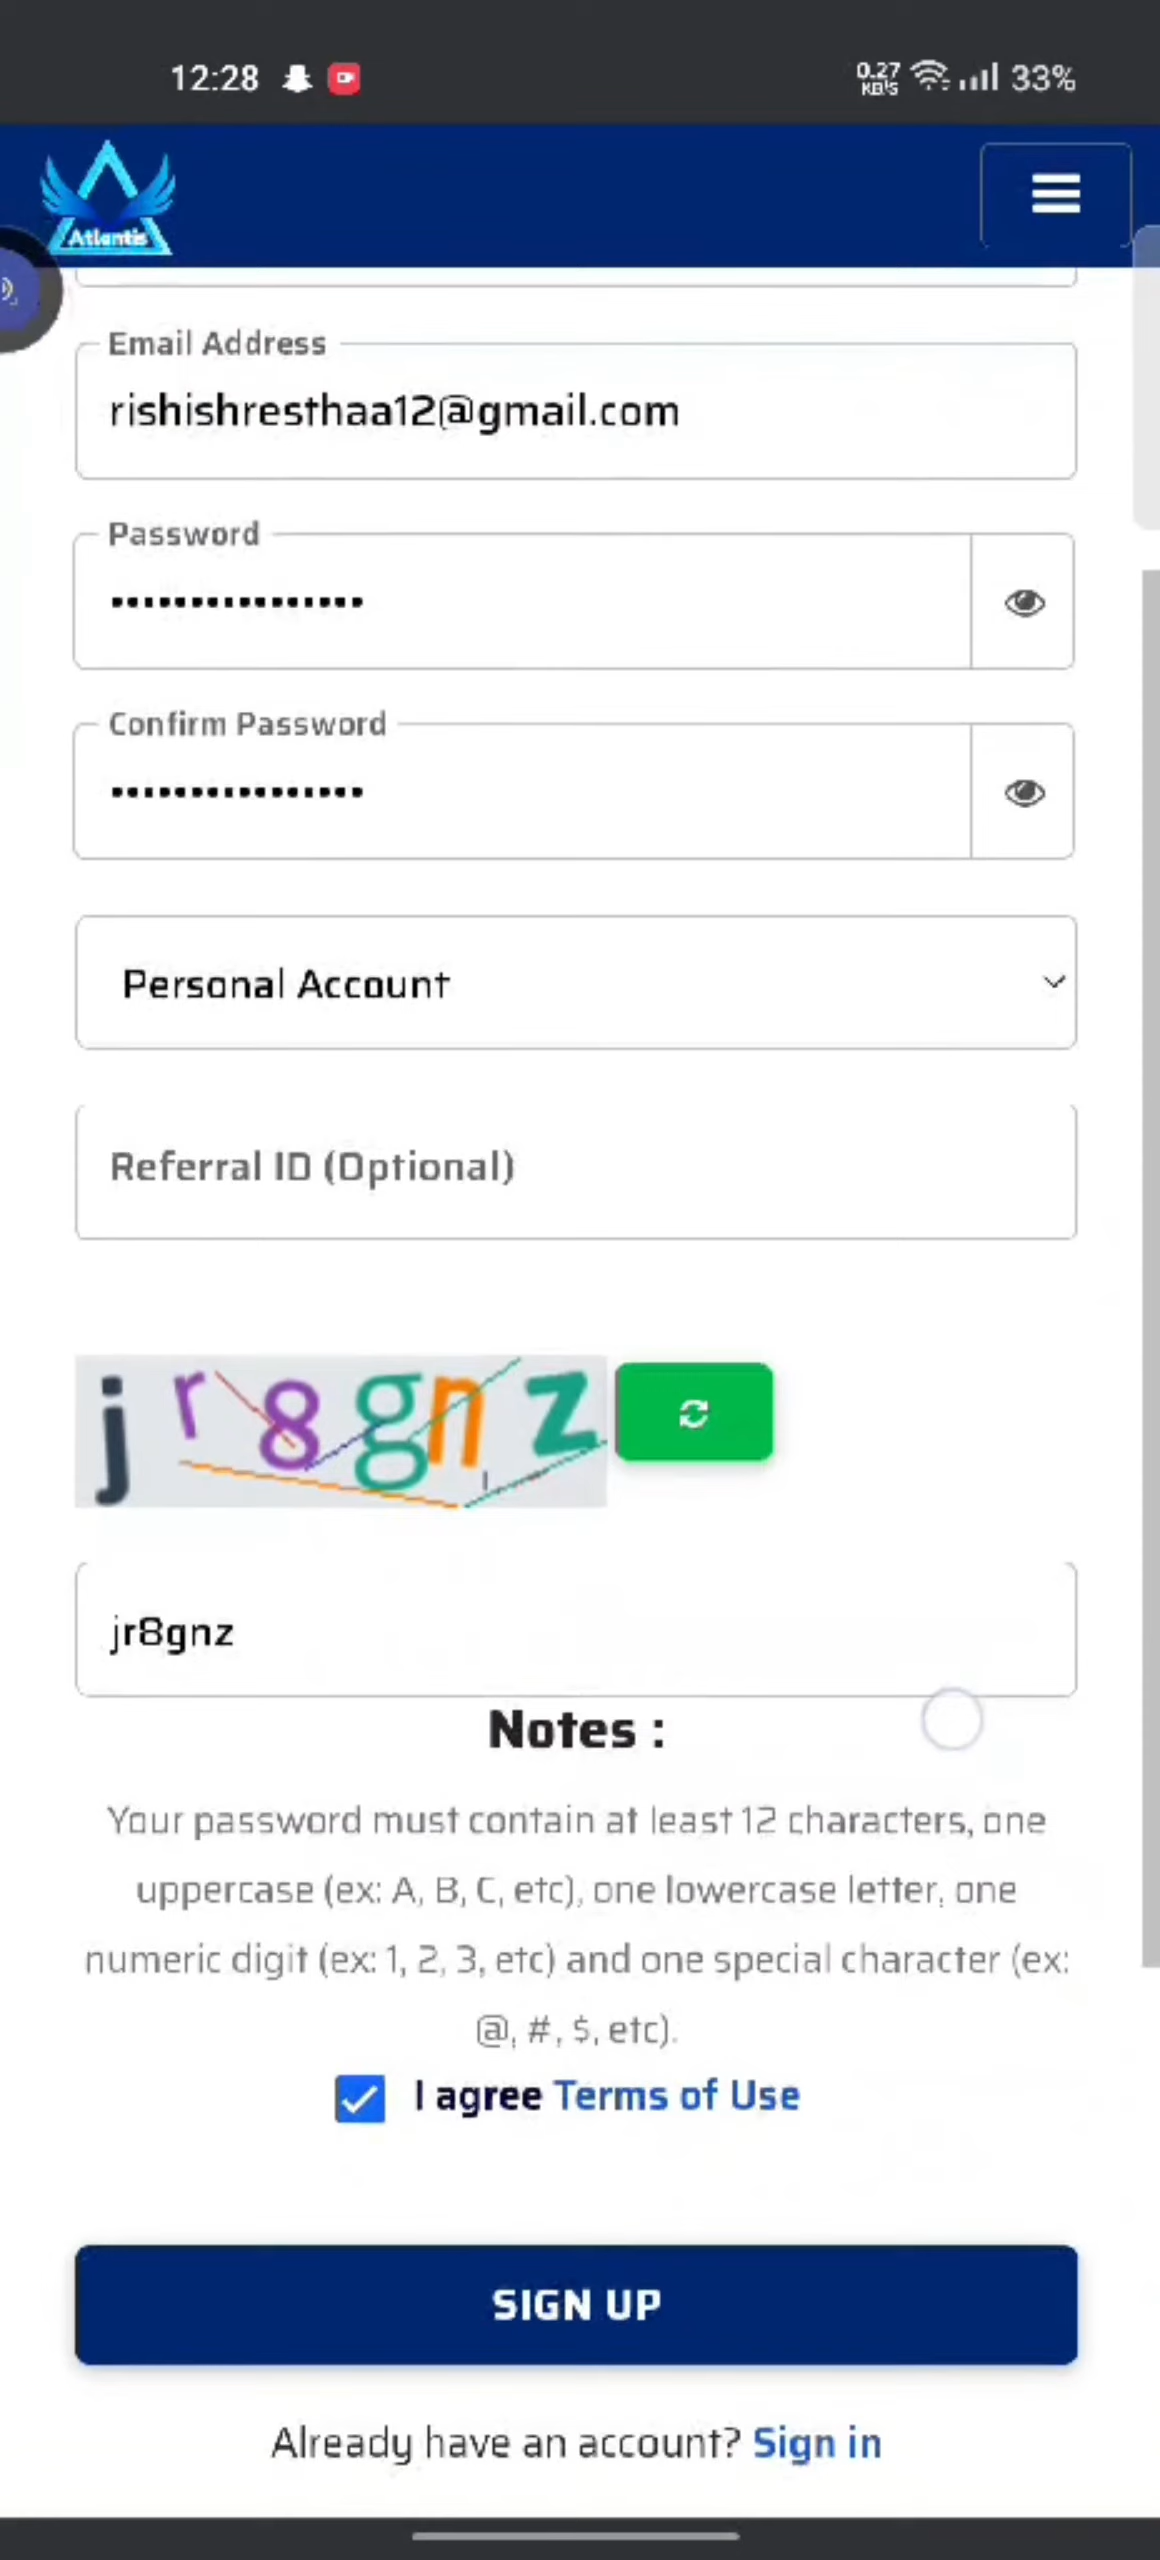 12:28
0.27
KB/S
33%
Atlantis
Email Address
rishishresthaa12@gmail.com
Password
Confirm Password
Personal Account
Referral ID (Optional)
jr8gnz
jr8gnz
Notes :
Your password must contain at least 12 characters, one
uppercase (ex: A, B, C, etc), one lowercase letter, one
numeric digit (ex: 1, 2, 3, etc) and one special character (ex:
@, #, $, etc).
I agree Terms of Use
SIGN UP
Already have an account? Sign in